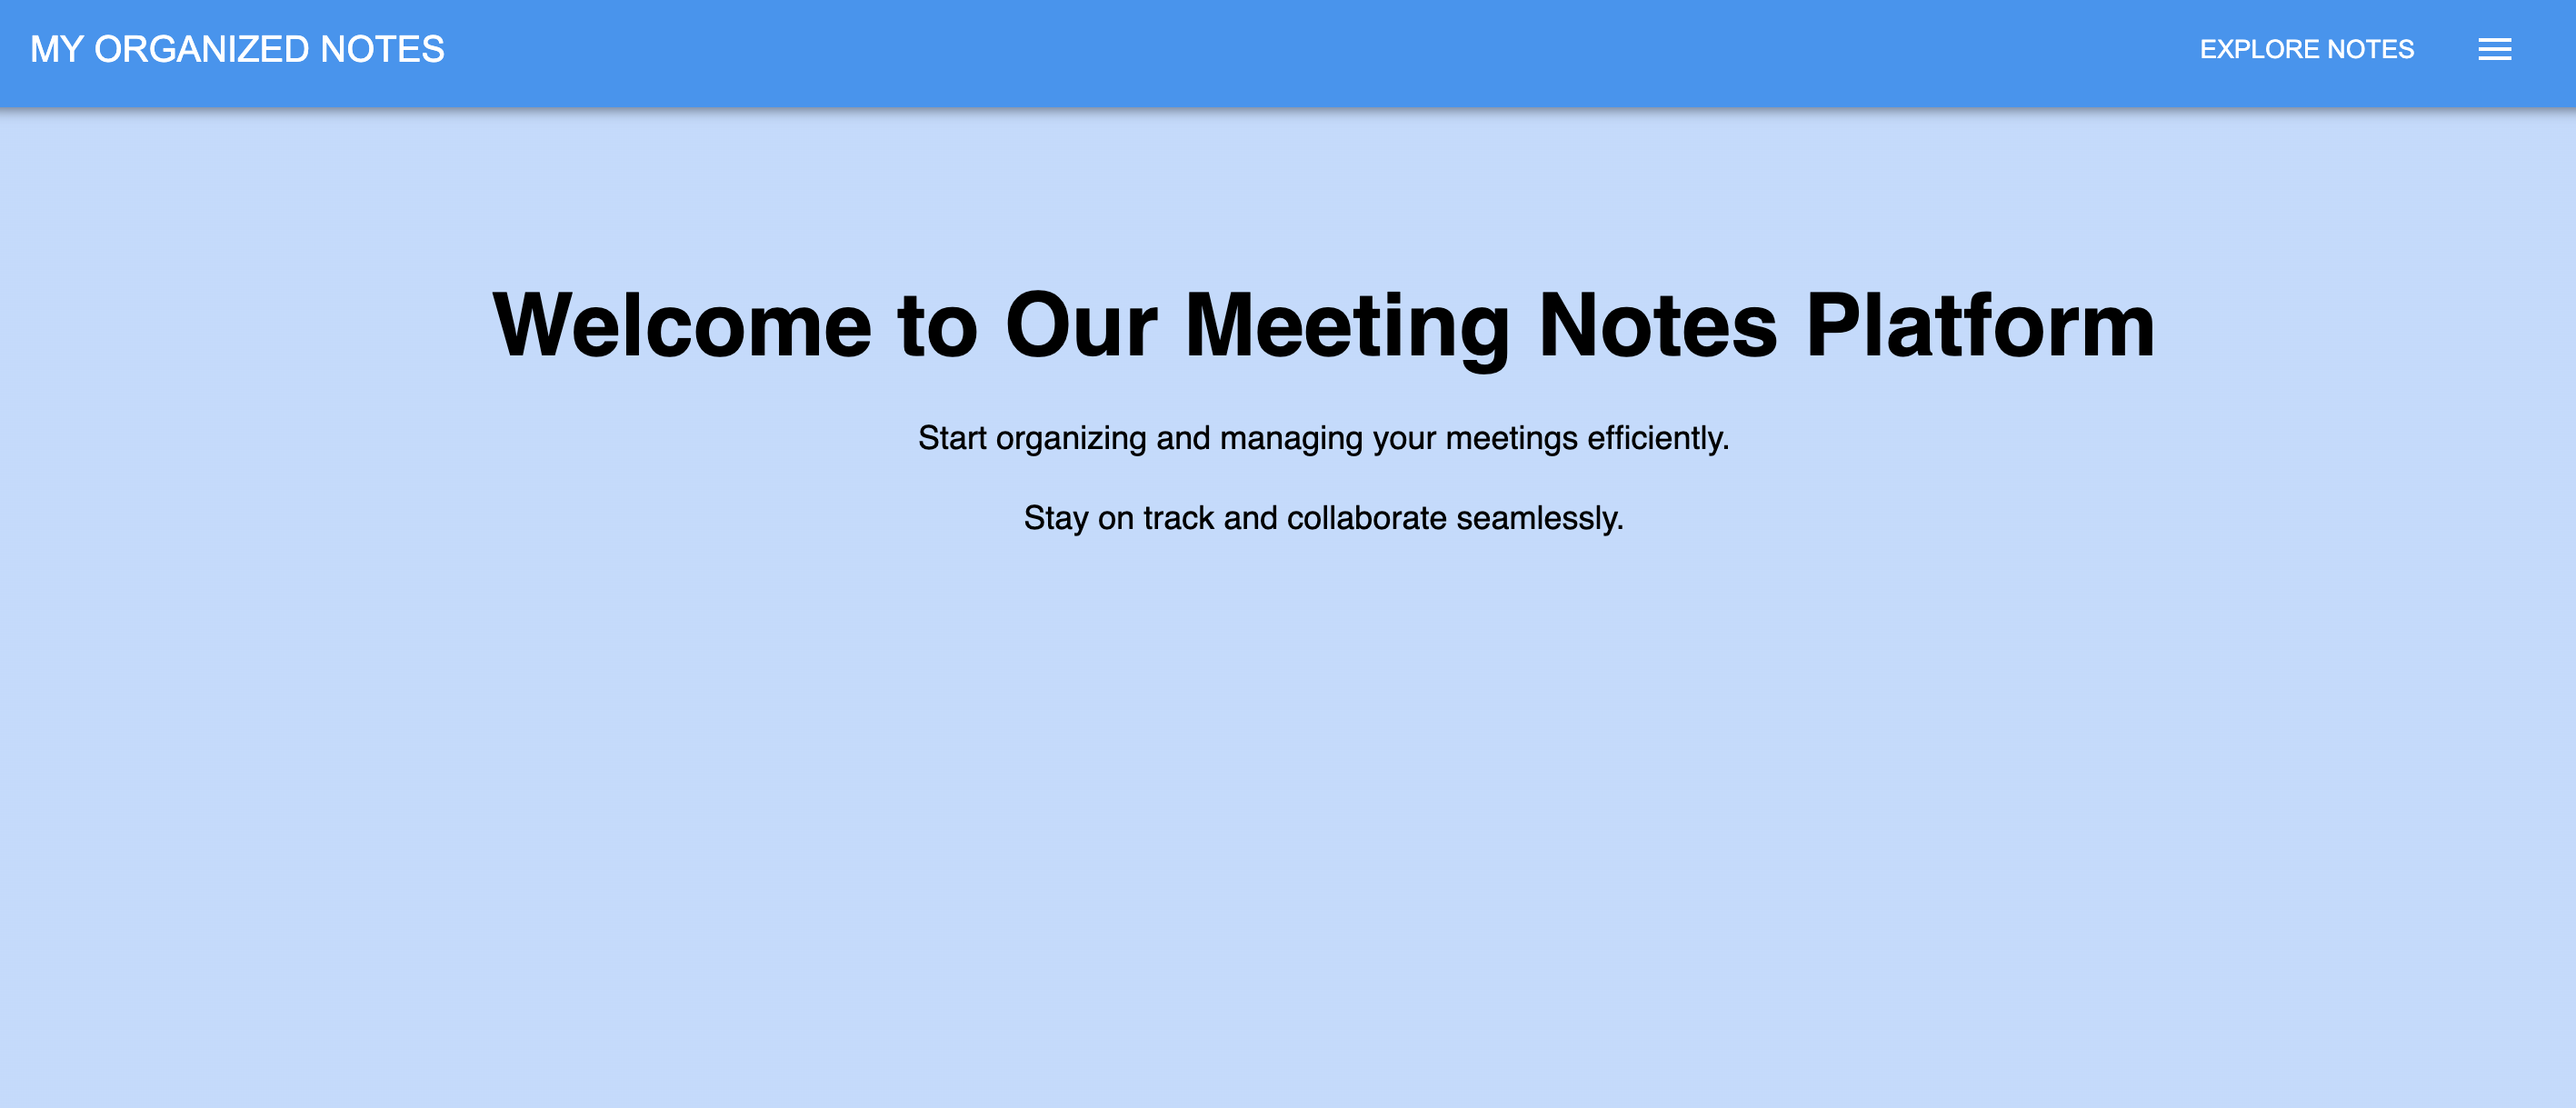 MY ORGANIZED NOTES
EXPLORE NOTES
Welcome to Our Meeting Notes Platform
Start organizing and managing your meetings efficiently.
Stay on track and collaborate seamlessly.